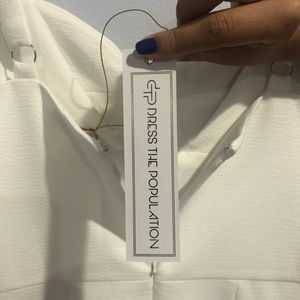 DRESS THE POPULATION